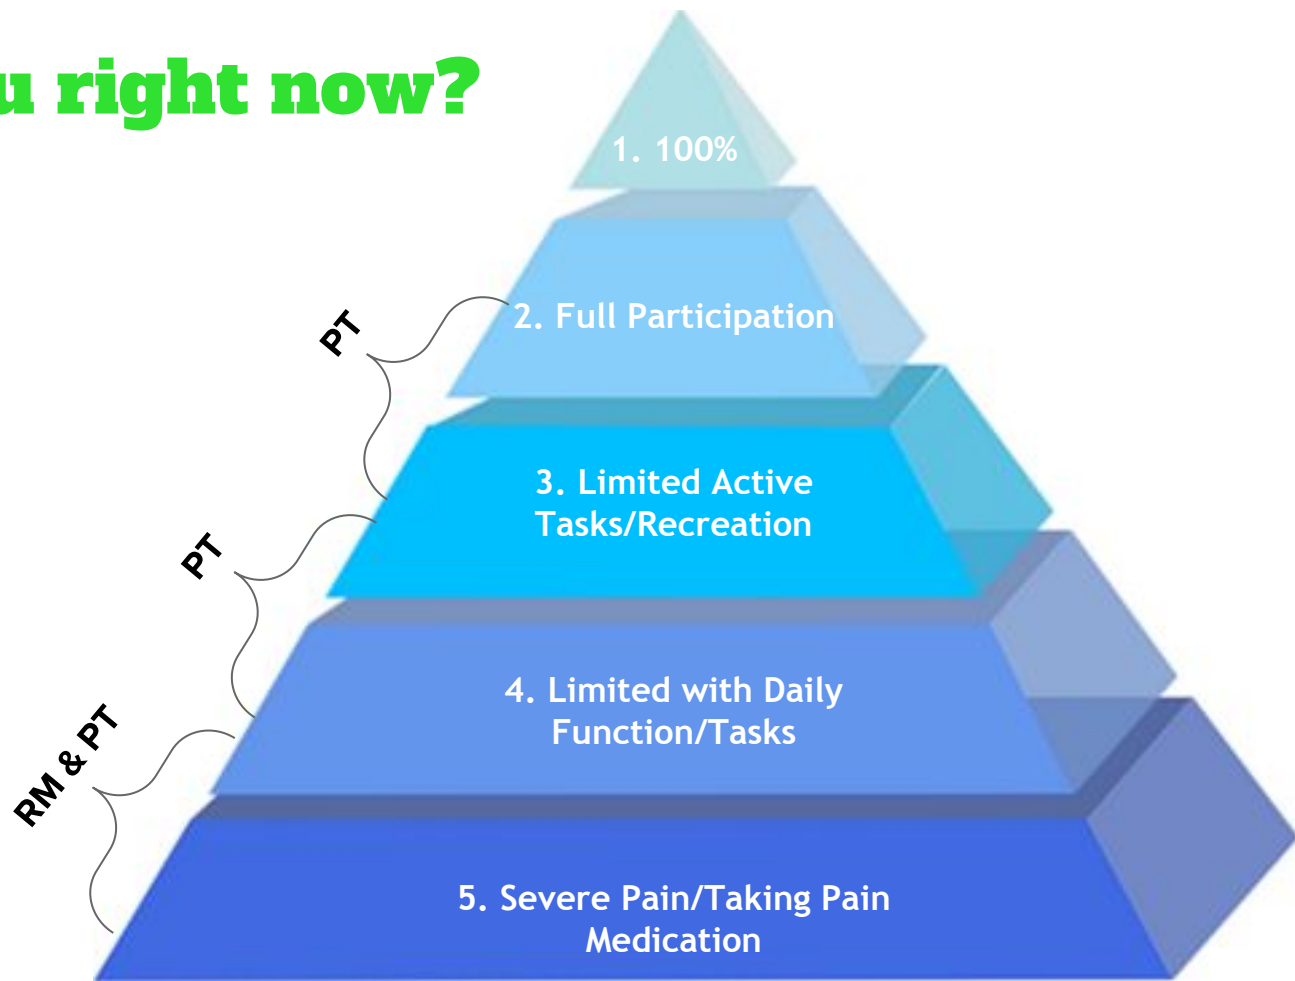 u right now?
1. 100%
PT
2. Full Participation
3. Limited Active
Tasks/Recreation
PT
4. Limited with Daily
Function/Tasks
RM & PT
5. Severe Pain/Taking Pain
Medication